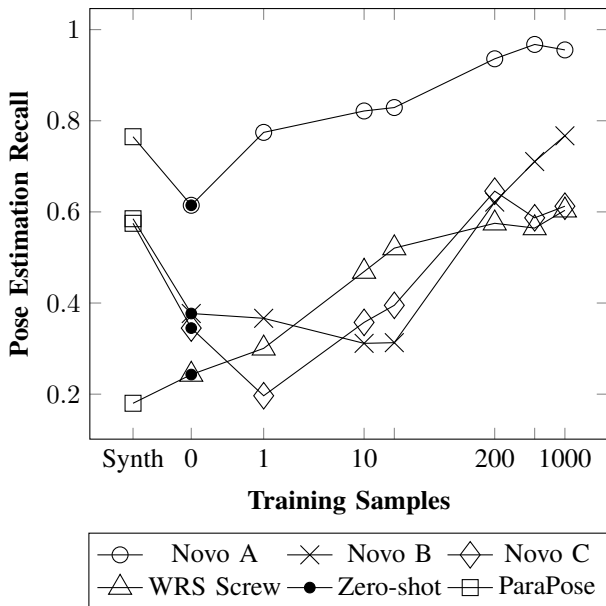 1
0.8
0.6
0.4
0.2
Pose Estimation Recall
Synth 0 1 10 200 1000
Training Samples
Novo A Novo B Novo C
WRS Screw Zero-shot ParaPose